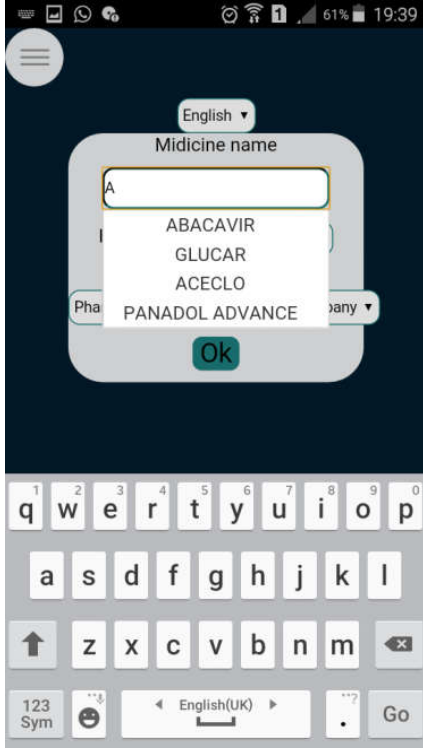 1 61% 19:39
English ▼
Midicine name
A
ABACAVIR
GLUCAR
ACECLO
PANADOL ADVANCE
Pha
pany ▼
Ok
1 2 3 4 5 6 7 8 9 0
q w e r t y u i o p
a s d f g h j k l
z x c v b n m
123 Sym
English(UK)
. ,,?
Go